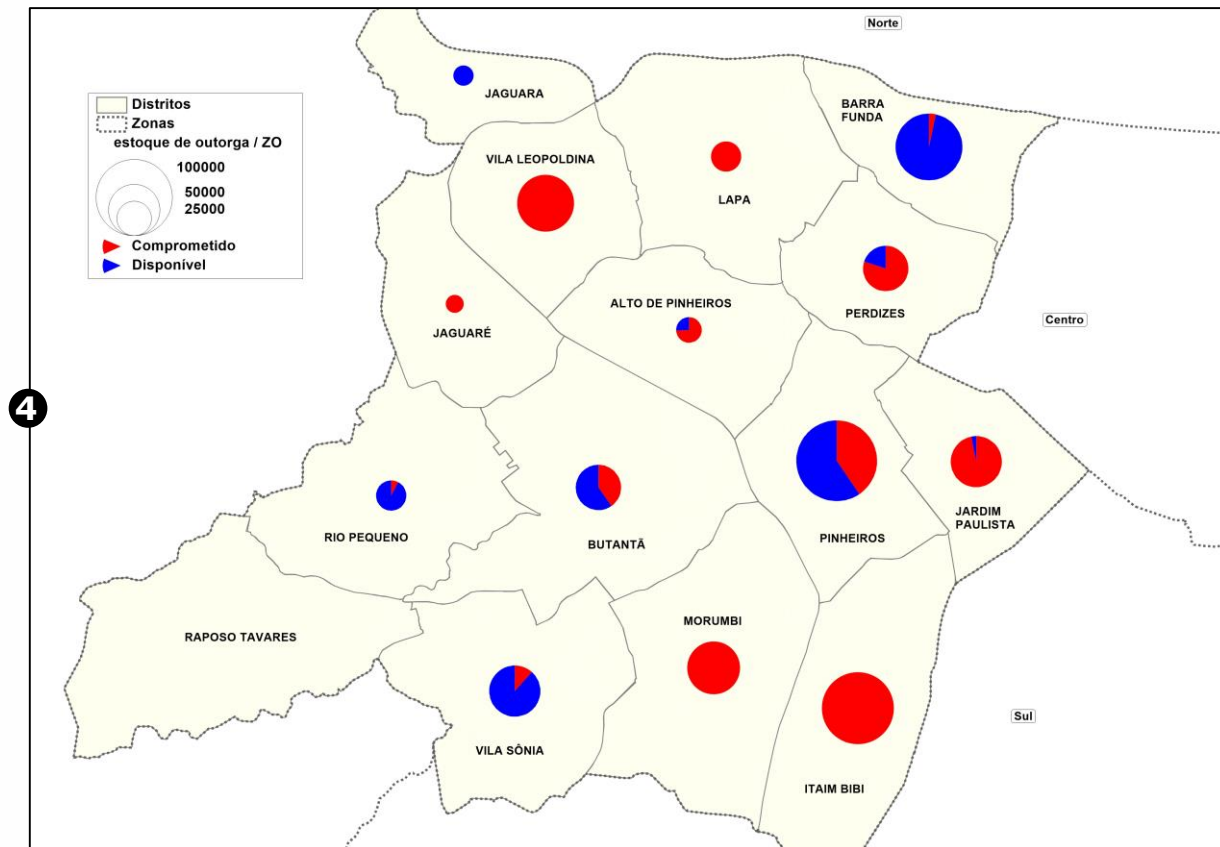 Norte
JAGUARA
BARRA
FUNDA
Distritos
Zonas
estoque de outorga / ZO
100000
50000
25000
Comprometido
Disponível
VILA LEOPOLDINA
LAPA
PERDIZES
ALTO DE PINHEIROS
JAGUARÉ
Centro
4
RIO PEQUENO
BUTANTÃ
PINHEIROS
JARDIM
PAULISTA
RAPOSO TAVARES
MORUMBI
VILA SÔNIA
Sul
ITAIM BIBI